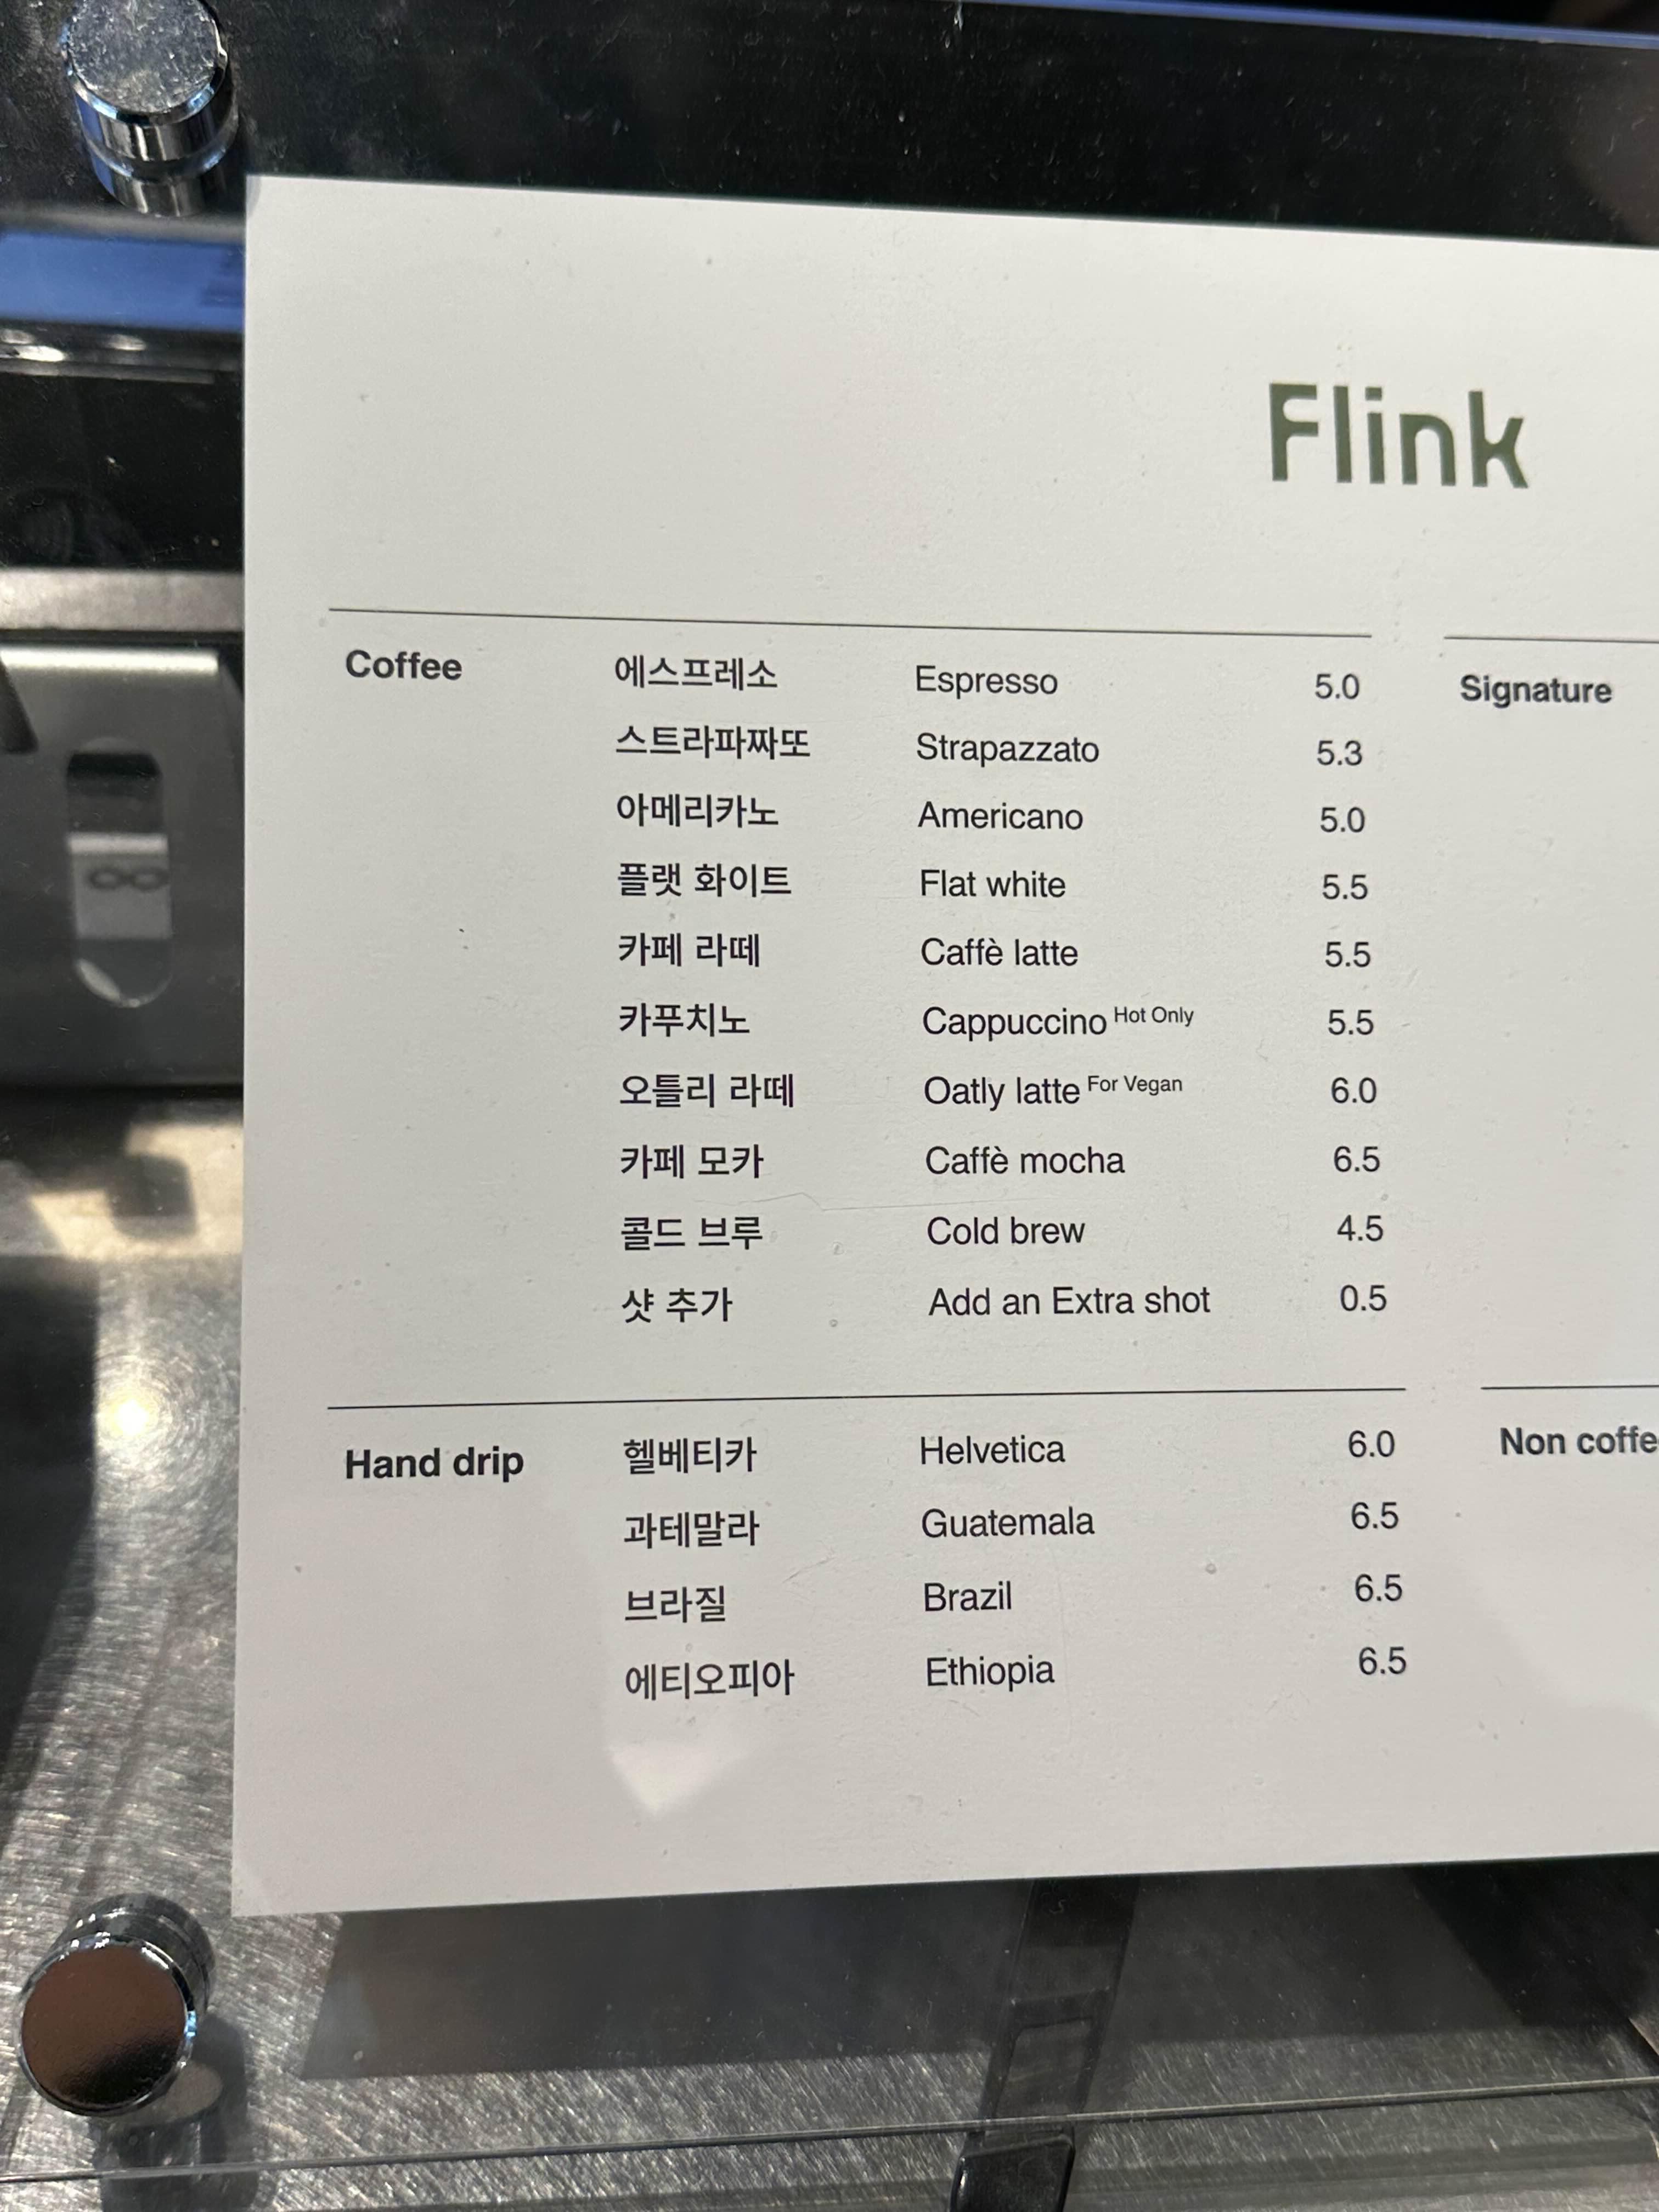 Flink
Coffee 에스프레소 Espresso 5.0
스트라파짜또 Strapazzato 5.3
아메리카노 Americano 5.0
플랫 화이트 Flat white 5.5
카페 라떼 Caffè latte 5.5
카푸치노 Cappuccino Hot Only 5.5
오틀리 라떼 Oatly latte For Vegan 6.0
카페 모카 Caffè mocha 6.5
콜드 브루 Cold brew 4.5
샷 추가 Add an Extra shot 0.5
Hand drip 헬베티카 Helvetica 6.0
과테말라 Guatemala 6.5
브라질 Brazil 6.5
에티오피아 Ethiopia 6.5
Signature
Non coffe